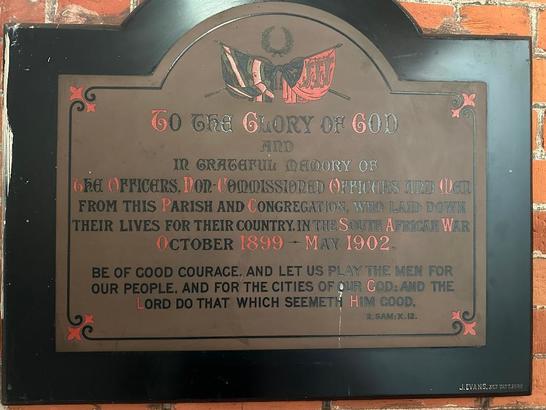 To the Glory of God
AND
IN GRATEFUL MEMORY OF
the Officers, Non-Commissioned Officers and Men
FROM THIS PARISH AND CONGREGATION, WHO LAID DOWN
THEIR LIVES FOR THEIR COUNTRY, IN THE SOUTH AFRICAN WAR
OCTOBER 1899 - MAY 1902.
BE OF GOOD COURAGE, AND LET US PLAY THE MEN FOR
OUR PEOPLE, AND FOR THE CITIES OF OUR GOD: AND THE
LORD DO THAT WHICH SEEMETH HIM GOOD.
2. SAM: X. 12.
J. EVANS.